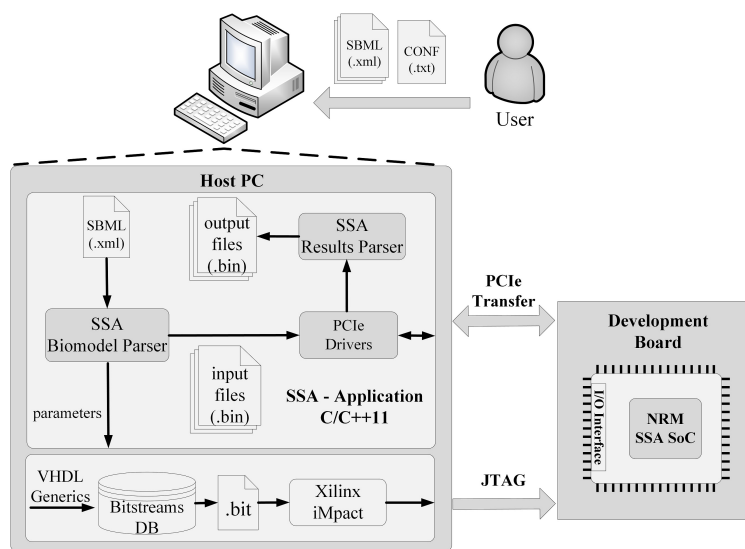 SBML
(.xml)
CONF
(.txt)
User
Host PC
SBML
(.xml)
output
files
(.bin)
SSA
Results Parser
SSA
Biomodel Parser
PCIe
Drivers
input
files
(.bin)
SSA - Application
C/C++11
parameters
PCIe
Transfer
Development
Board
I/O Interface
NRM
SSA SoC
VHDL
Generics
Bitstreams
DB
.bit
Xilinx
iMpact
JTAG